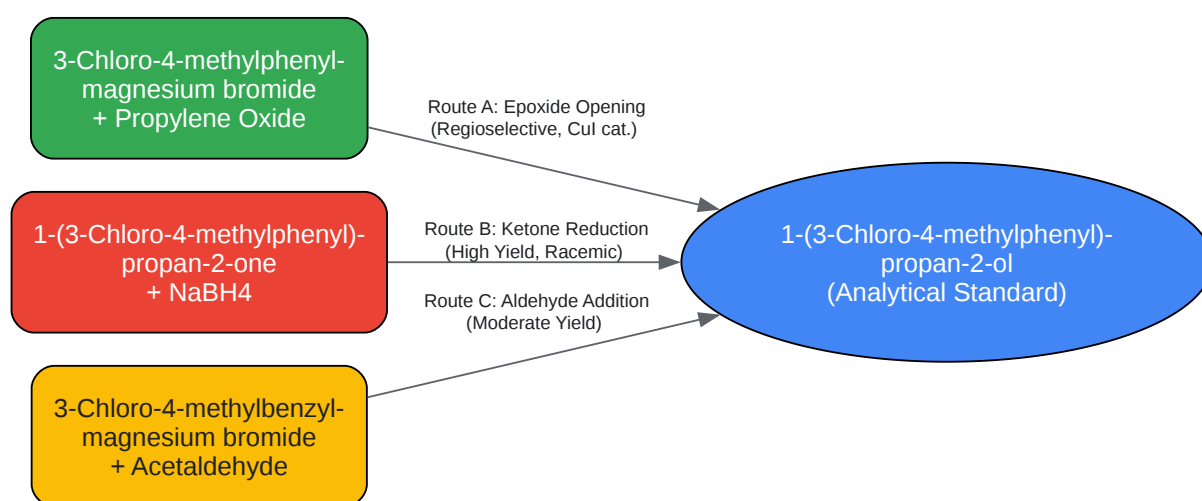 3-Chloro-4-methylphenyl-
magnesium bromide
+ Propylene Oxide
Route A: Epoxide Opening
(Regioselective, CuI cat.)
1-(3-Chloro-4-methylphenyl)-
propan-2-one
+ NaBH4
Route B: Ketone Reduction
(High Yield, Racemic)
1-(3-Chloro-4-methylphenyl)-
propan-2-ol
(Analytical Standard)
Route C: Aldehyde Addition
(Moderate Yield)
3-Chloro-4-methylbenzyl-
magnesium bromide
+ Acetaldehyde